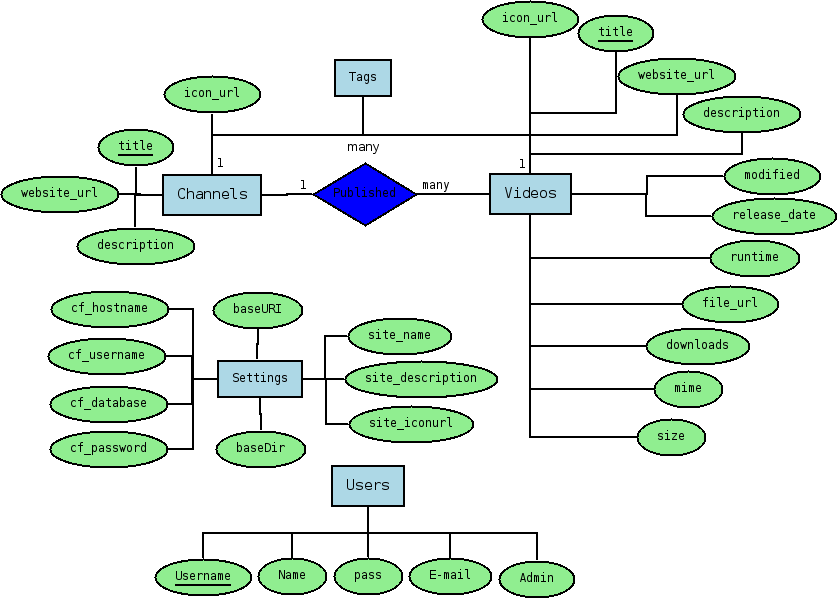 icon_url
title
Tags
website_url
icon_url
description
many
title
1
1
modified
Channels
1
Published
many
Videos
website_url
release_date
description
runtime
cf_hostname
baseURI
file_url
site_name
downloads
cf_username
Settings
site_description
mime
cf_database
site_iconurl
size
cf_password
baseDir
Users
Username
Name
pass
E-mail
Admin